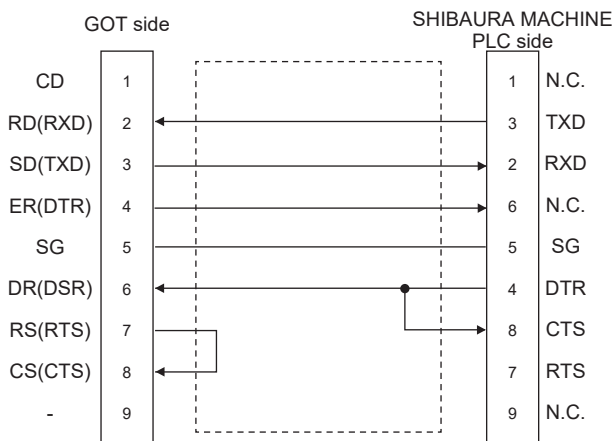 GOT side
SHIBAURA MACHINE
PLC side
CD 1 1 N.C.
RD(RXD) 2 3 TXD
SD(TXD) 3 2 RXD
ER(DTR) 4 6 N.C.
SG 5 5 SG
DR(DSR) 6 4 DTR
RS(RTS) 7 8 CTS
CS(CTS) 8 7 RTS
- 9 9 N.C.